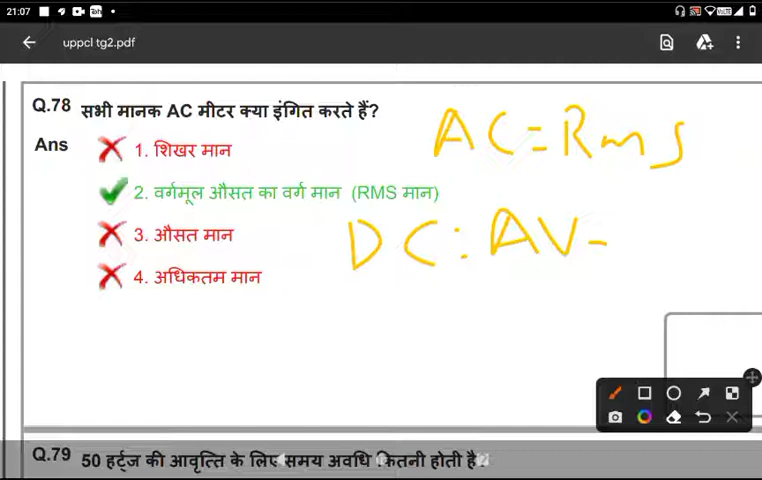 21:07
uppcl tg2.pdf
Q.78 सभी मानक AC मीटर क्या इंगित करते हैं?
Ans 1. शिखर मान
2. वर्गमूल औसत का वर्ग मान (RMS मान)
3. औसत मान
4. अधिकतम मान
AC=Rms
DC: AV-
Q.79 50 हर्ट्ज की आवृत्ति के लिए समय अवधि कितनी होती है